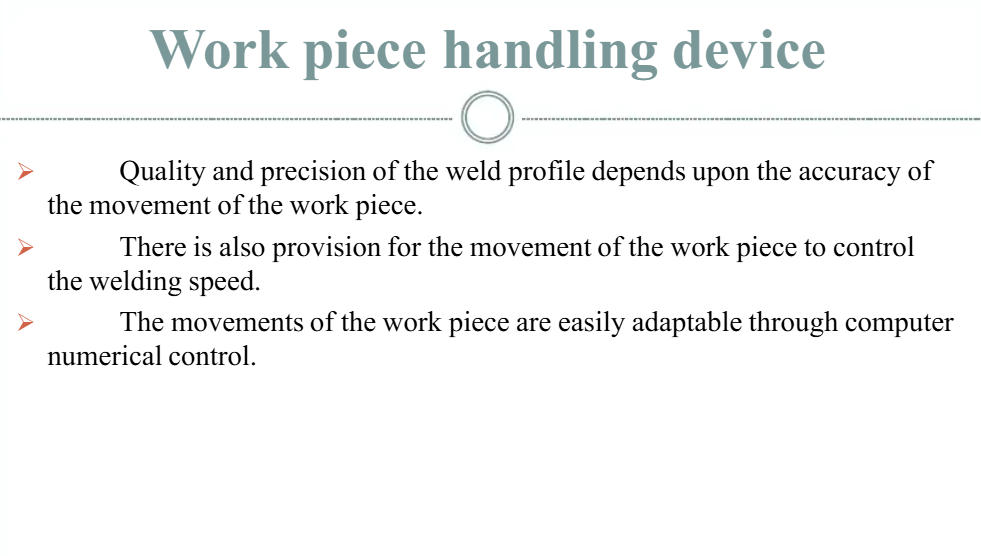 Work piece handling device
➢ Quality and precision of the weld profile depends upon the accuracy of
the movement of the work piece.
➢ There is also provision for the movement of the work piece to control
the welding speed.
➢ The movements of the work piece are easily adaptable through computer
numerical control.